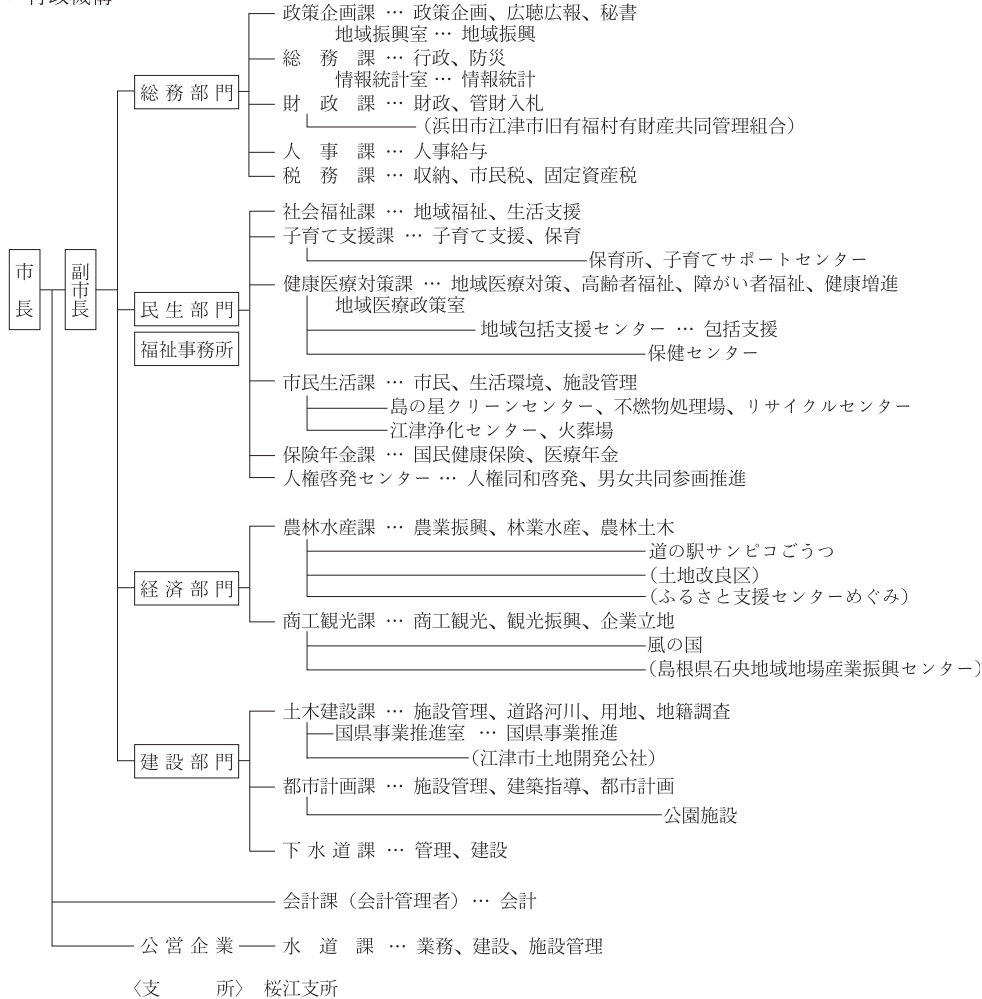 行政機構
政策企画課 … 政策企画、広聴広報、秘書
地域振興室 … 地域振興
総務課 … 行政、防災
情報統計室 … 情報統計
総務部門
財政課 … 財政、管財入札
（浜田市江津市旧有福村有財産共同管理組合）
人事課 … 人事給与
税務課 … 収納、市民税、固定資産税
社会福祉課 … 地域福祉、生活支援
子育て支援課 … 子育て支援、保育
保育所、子育てサポートセンター
市長
副市長
健康医療対策課 … 地域医療対策、高齢者福祉、障がい者福祉、健康増進
地域医療政策室
民生部門
地域包括支援センター … 包括支援
福祉事務所
保健センター
市民生活課 … 市民、生活環境、施設管理
島の星クリーンセンター、不燃物処理場、リサイクルセンター
江津浄化センター、火葬場
保険年金課 … 国民健康保険、医療年金
人権啓発センター … 人権同和啓発、男女共同参画推進
農林水産課 … 農業振興、林業水産、農林土木
道の駅サンピコごうつ
（土地改良区）
経済部門
（ふるさと支援センターめぐみ）
商工観光課 … 商工観光、観光振興、企業立地
風の国
（島根県石央地域地場産業振興センター）
土木建設課 … 施設管理、道路河川、用地、地籍調査
国県事業推進室 … 国県事業推進
（江津市土地開発公社）
建設部門
都市計画課 … 施設管理、建築指導、都市計画
公園施設
下水道課 … 管理、建設
会計課（会計管理者）… 会計
公営企業 水道課 … 業務、建設、施設管理
〈支所〉 桜江支所